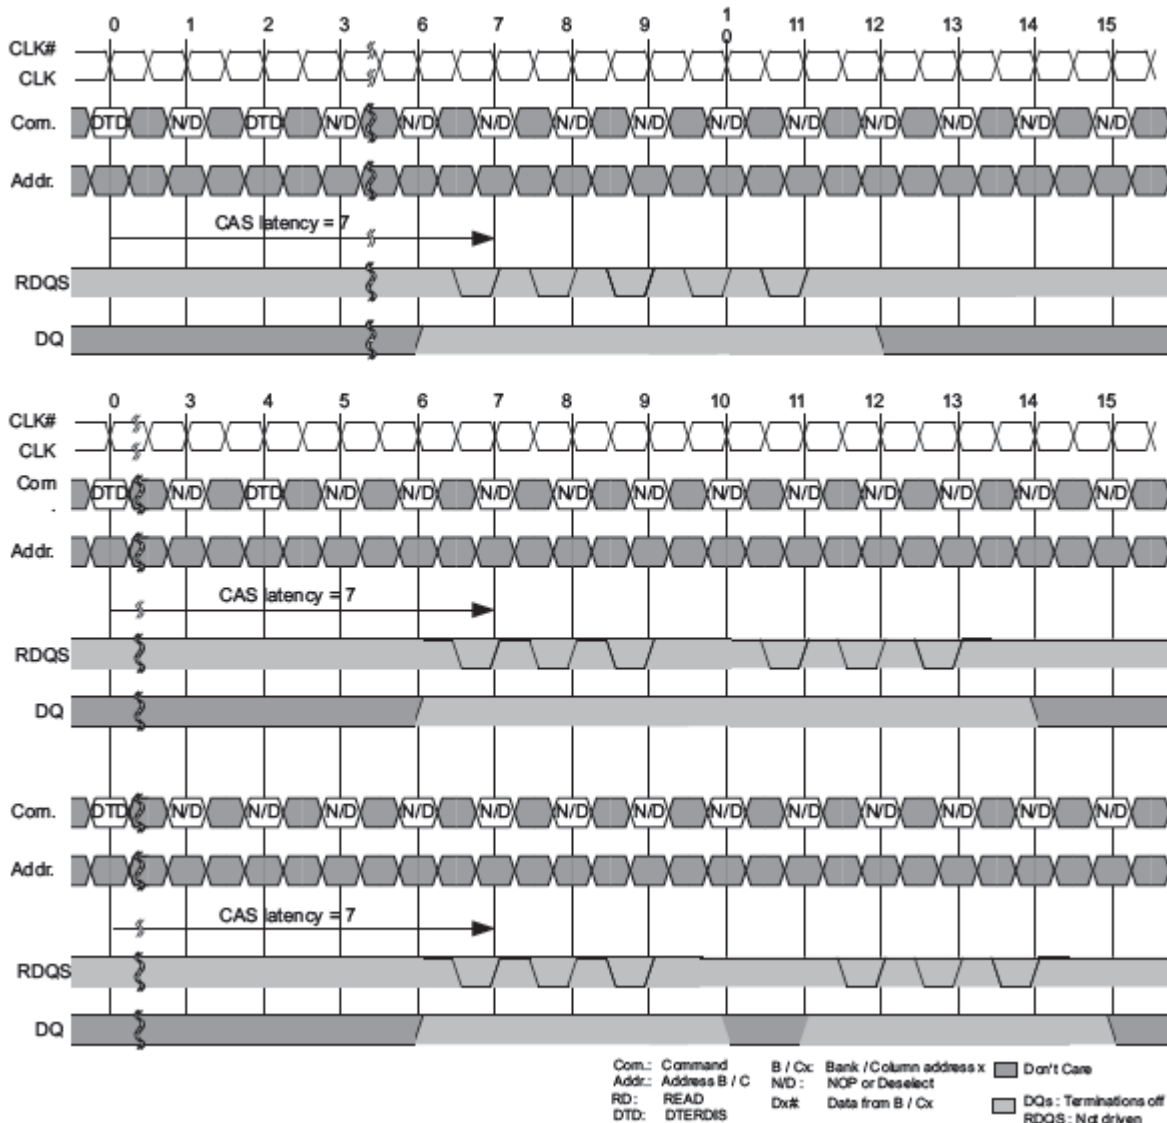 0 1 2 3 6 7 8 9 10 11 12 13 14 15
CLK#
CLK
Com. DTD N/D DTD N/D N/D N/D N/D N/D N/D N/D N/D N/D N/D N/D
Addr.
CAS latency = 7
RDQS
DQ
0 3 4 5 6 7 8 9 10 11 12 13 14 15
CLK#
CLK
Com
. DTD N/D DTD N/D N/D N/D N/D N/D N/D N/D N/D N/D N/D N/D
Addr.
CAS latency = 7
RDQS
DQ
Com. DTD N/D N/D N/D N/D N/D N/D N/D N/D N/D N/D N/D N/D N/D
Addr.
CAS latency = 7
RDQS
DQ
Com.: Command B / Cx: Bank / Column address x Don't Care
Addr.: Address B / C N/D : NOP or Deselect
RD: READ Dx#: Data from B / Cx DQs : Terminations off
DTD: DTERDIS RDQS : Not driven